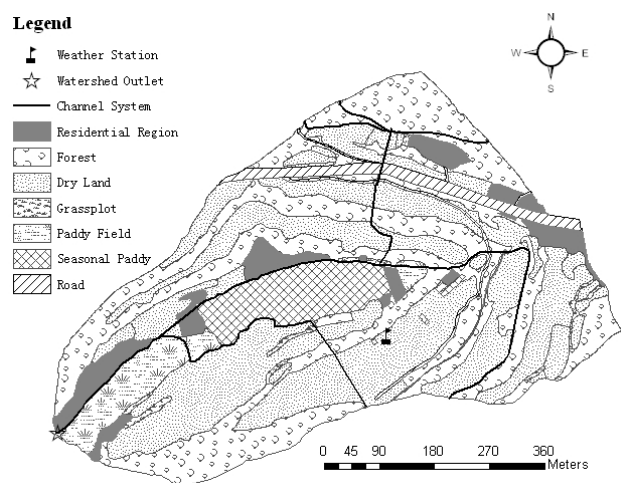 Legend
Weather Station
Watershed Outlet
Channel System
Residential Region
Forest
Dry Land
Grassplot
Paddy Field
Seasonal Paddy
Road
N
W E
S
0 45 90 180 270 360
Meters